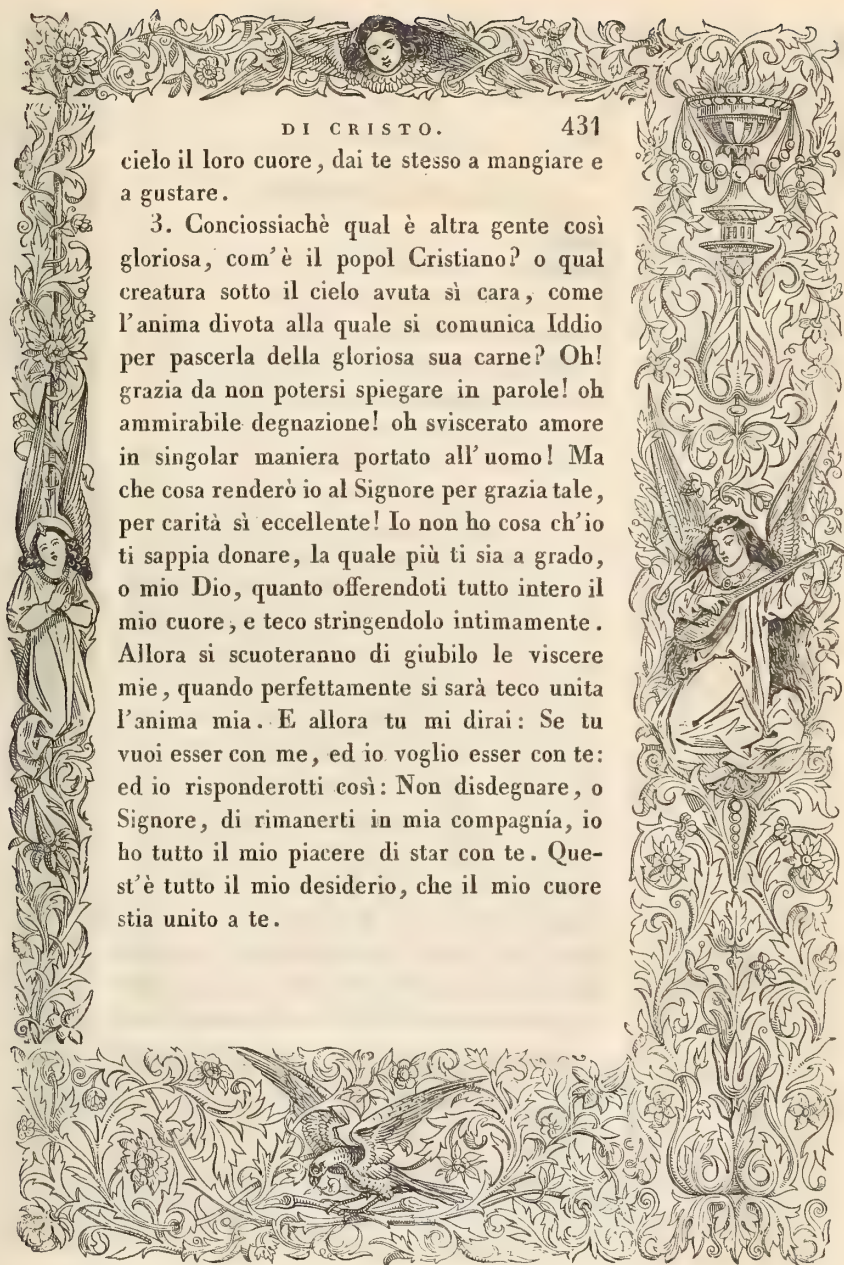 DI CRISTO. 431
cielo il loro cuore, dai te stesso a mangiare e
a gustare.
3. Conciossiachè qual è altra gente così
gloriosa, com'è il popol Cristiano? o qual
creatura sotto il cielo avuta sì cara, come
l'anima divota alla quale si comunica Iddio
per pascerla della gloriosa sua carne? Oh!
grazia da non potersi spiegare in parole! oh
ammirabile degnazione! oh sviscerato amore
in singolar maniera portato all'uomo! Ma
che cosa renderò io al Signore per grazia tale,
per carità sì eccellente! Io non ho cosa ch'io
ti sappia donare, la quale più ti sia a grado,
o mio Dio, quanto offerendoti tutto intero il
mio cuore, e teco stringendolo intimamente.
Allora si scuoteranno di giubilo le viscere
mie, quando perfettamente si sarà teco unita
l'anima mia. E allora tu mi dirai: Se tu
vuoi esser con me, ed io voglio esser con te:
ed io risponderotti così: Non disdegnare, o
Signore, di rimanerti in mia compagnía, io
ho tutto il mio piacere di star con te. Que-
st'è tutto il mio desiderio, che il mio cuore
stia unito a te.